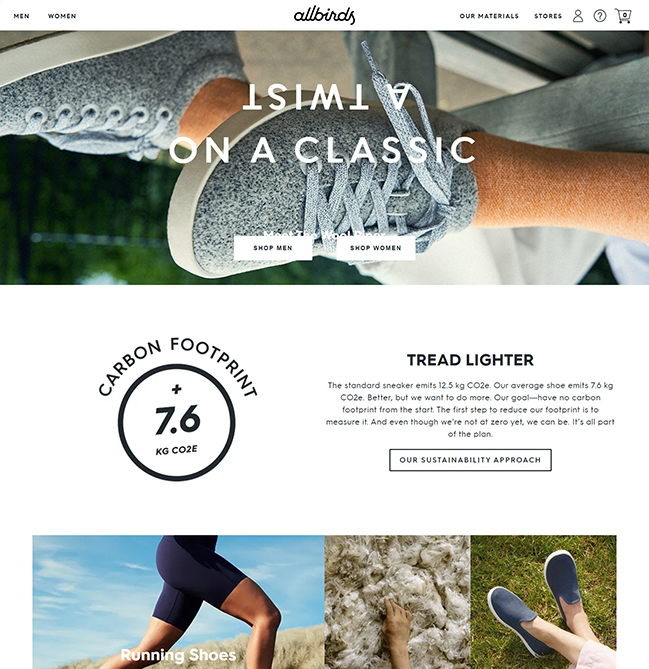 MEN
WOMEN
allbirds
OUR MATERIALS
STORES
?
0
A TWIST
ON A CLASSIC
SHOP MEN
SHOP WOMEN
CARBON FOOTPRINT
+
7.6
KG CO2E
TREAD LIGHTER
The standard sneaker emits 12.5 kg CO2e. Our average shoe emits 7.6 kg
CO2e. Better, but we want to do more. Our goal—have no carbon
footprint from the start. The first step to reduce our footprint is to
measure it. And even though we're not at zero yet, we can be. It's all part
of the plan.
OUR SUSTAINABILITY APPROACH
Running Shoes